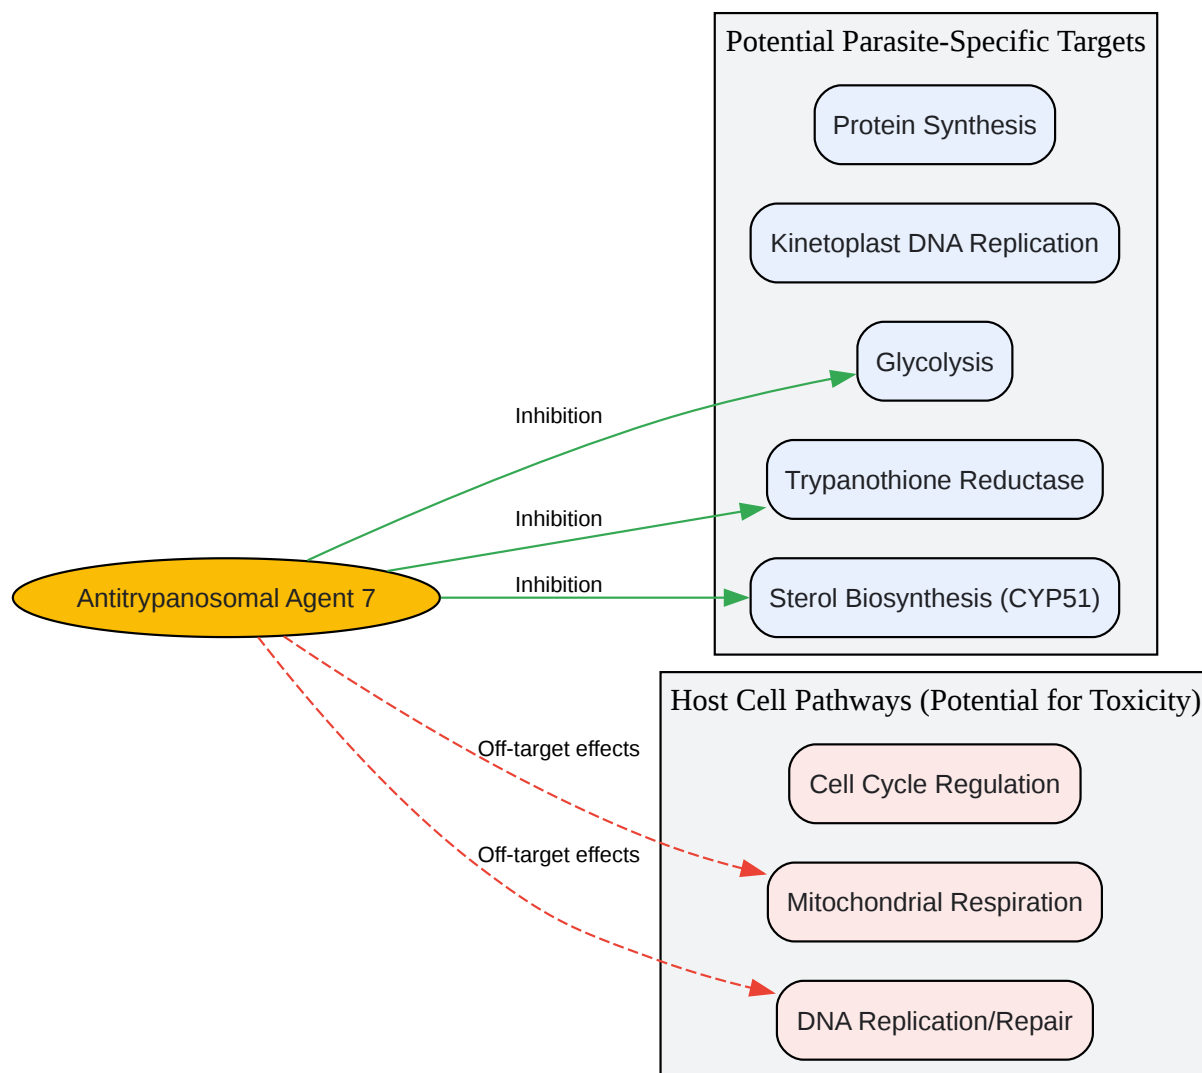 Potential Parasite-Specific Targets
Protein Synthesis
Kinetoplast DNA Replication
Glycolysis
Inhibition
Trypanothione Reductase
Inhibition
Inhibition
Antitrypanosomal Agent 7
Sterol Biosynthesis (CYP51)
Host Cell Pathways (Potential for Toxicity)
Off-target effects
Cell Cycle Regulation
Off-target effects
Mitochondrial Respiration
DNA Replication/Repair